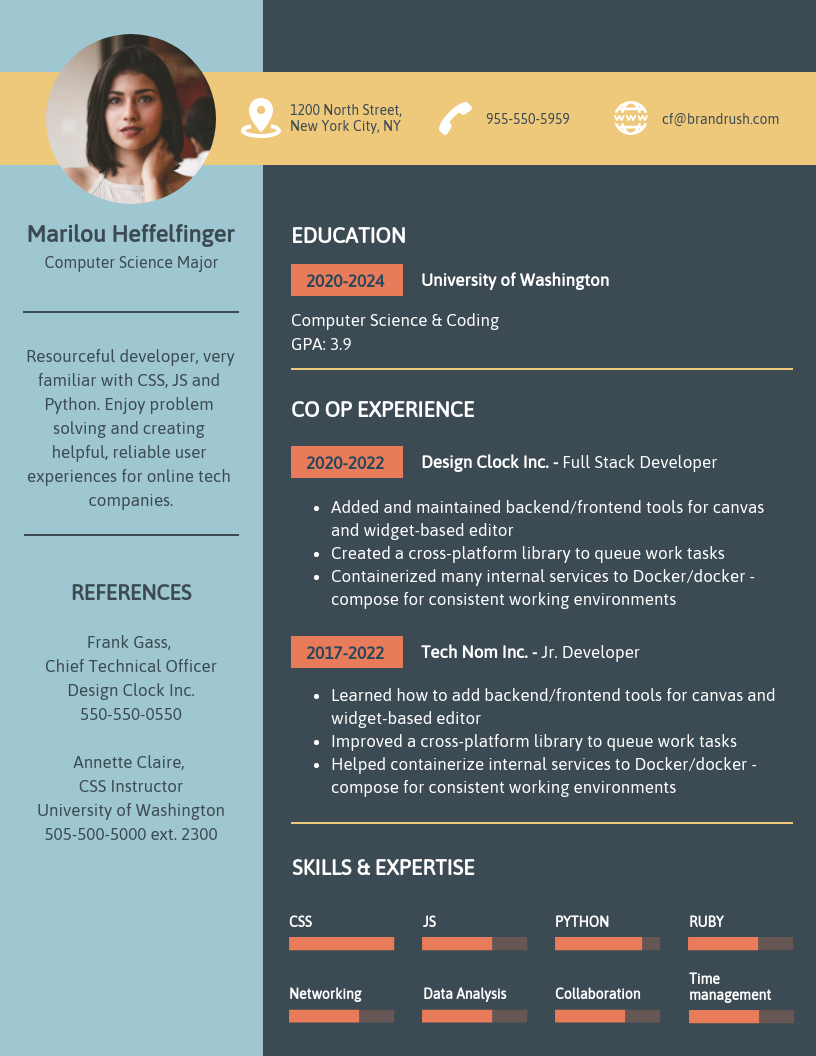 1200 North Street,
New York City, NY
955-550-5959
www
cf@brandrush.com
Marilou Heffelfinger
Computer Science Major
Resourceful developer, very
familiar with CSS, JS and
Python. Enjoy problem
solving and creating
helpful, reliable user
experiences for online tech
companies.
REFERENCES
Frank Gass,
Chief Technical Officer
Design Clock Inc.
550-550-0550
Annette Claire,
CSS Instructor
University of Washington
505-500-5000 ext. 2300
EDUCATION
2020-2024 University of Washington
Computer Science & Coding
GPA: 3.9
CO OP EXPERIENCE
2020-2022 Design Clock Inc. - Full Stack Developer
• Added and maintained backend/frontend tools for canvas
and widget-based editor
• Created a cross-platform library to queue work tasks
• Containerized many internal services to Docker/docker -
compose for consistent working environments
2017-2022 Tech Nom Inc. - Jr. Developer
• Learned how to add backend/frontend tools for canvas and
widget-based editor
• Improved a cross-platform library to queue work tasks
• Helped containerize internal services to Docker/docker -
compose for consistent working environments
SKILLS & EXPERTISE
CSS JS PYTHON RUBY
Networking Data Analysis Collaboration Time
management